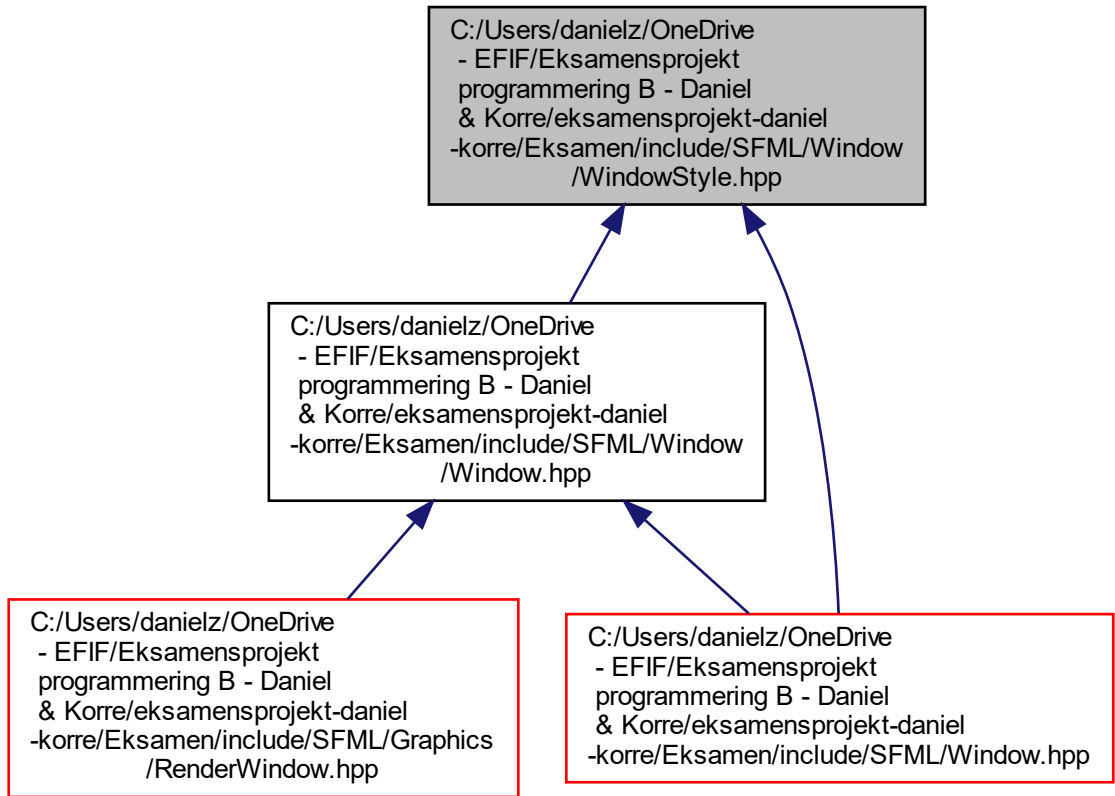 C:/Users/danielz/OneDrive
- EFIF/Eksamensprojekt
programmering B - Daniel
& Korre/eksamensprojekt-daniel
-korre/Eksamen/include/SFML/Window
/WindowStyle.hpp
C:/Users/danielz/OneDrive
- EFIF/Eksamensprojekt
programmering B - Daniel
& Korre/eksamensprojekt-daniel
-korre/Eksamen/include/SFML/Window
/Window.hpp
C:/Users/danielz/OneDrive
- EFIF/Eksamensprojekt
programmering B - Daniel
& Korre/eksamensprojekt-daniel
-korre/Eksamen/include/SFML/Graphics
/RenderWindow.hpp
C:/Users/danielz/OneDrive
- EFIF/Eksamensprojekt
programmering B - Daniel
& Korre/eksamensprojekt-daniel
-korre/Eksamen/include/SFML/Window.hpp